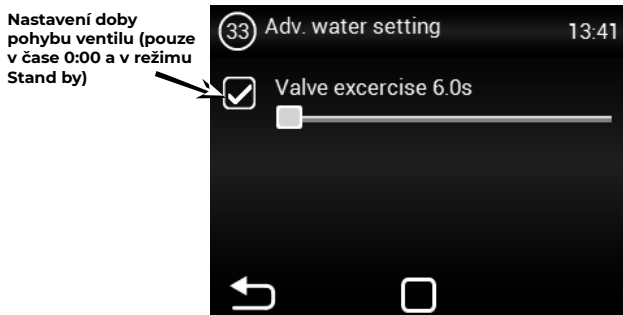 Nastavení doby
pohybu ventilu (pouze
v čase 0:00 a v režimu
Stand by)
33 Adv. water setting 13:41
Valve excercise 6.0s